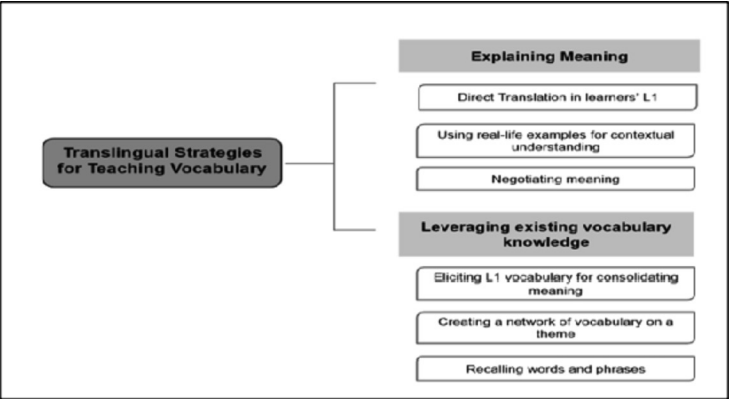 Explaining Meaning
Direct Translation in learners' L1
Using real-life examples for contextual
understanding
Negotiating meaning
Translingual Strategies
for Teaching Vocabulary
Leveraging existing vocabulary
knowledge
Eliciting L1 vocabulary for consolidating
meaning
Creating a network of vocabulary on a
theme
Recalling words and phrases